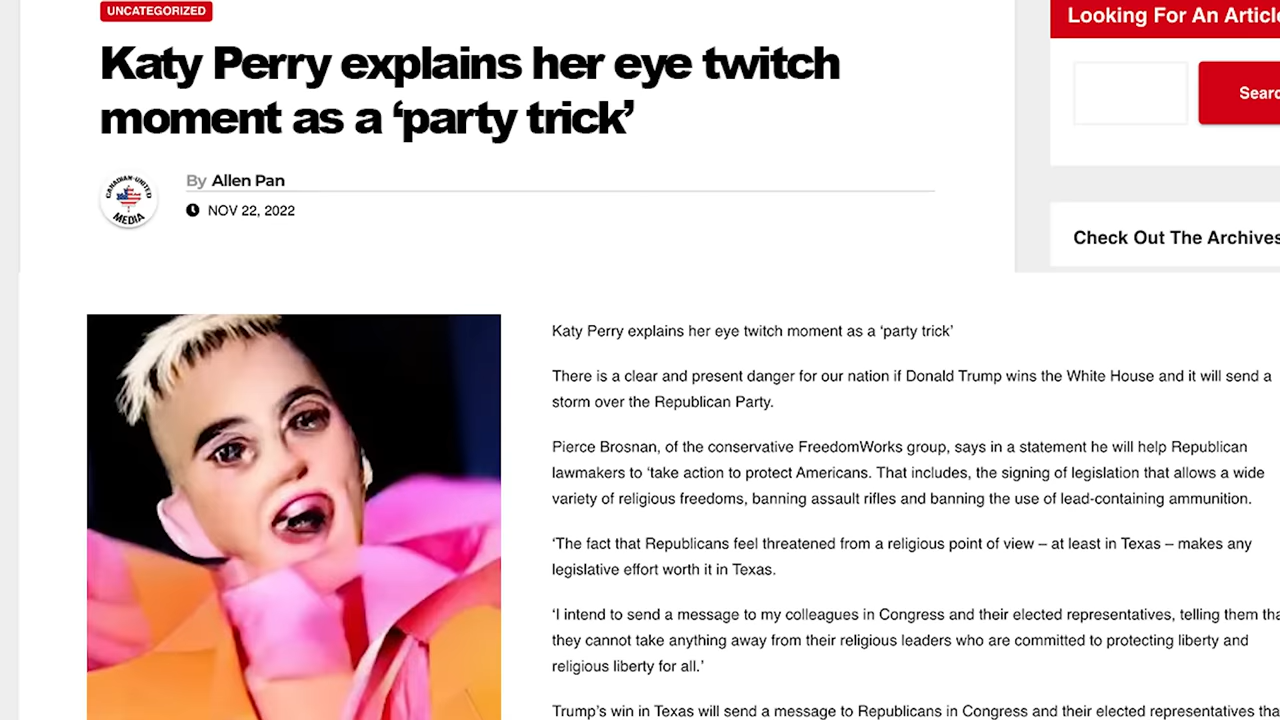 UNCATEGORIZED
Looking For An Article
Katy Perry explains her eye twitch
moment as a ‘party trick’
By Allen Pan
CANADIAN-UNITED
MEDIA
NOV 22, 2022
Check Out The Archives
Katy Perry explains her eye twitch moment as a ‘party trick’
There is a clear and present danger for our nation if Donald Trump wins the White House and it will send a
storm over the Republican Party.
Pierce Brosnan, of the conservative FreedomWorks group, says in a statement he will help Republican
lawmakers to ‘take action to protect Americans. That includes, the signing of legislation that allows a wide
variety of religious freedoms, banning assault rifles and banning the use of lead-containing ammunition.
‘The fact that Republicans feel threatened from a religious point of view – at least in Texas – makes any
legislative effort worth it in Texas.
‘I intend to send a message to my colleagues in Congress and their elected representatives, telling them
they cannot take anything away from their religious leaders who are committed to protecting liberty and
religious liberty for all.’
Trump’s win in Texas will send a message to Republicans in Congress and their elected representatives